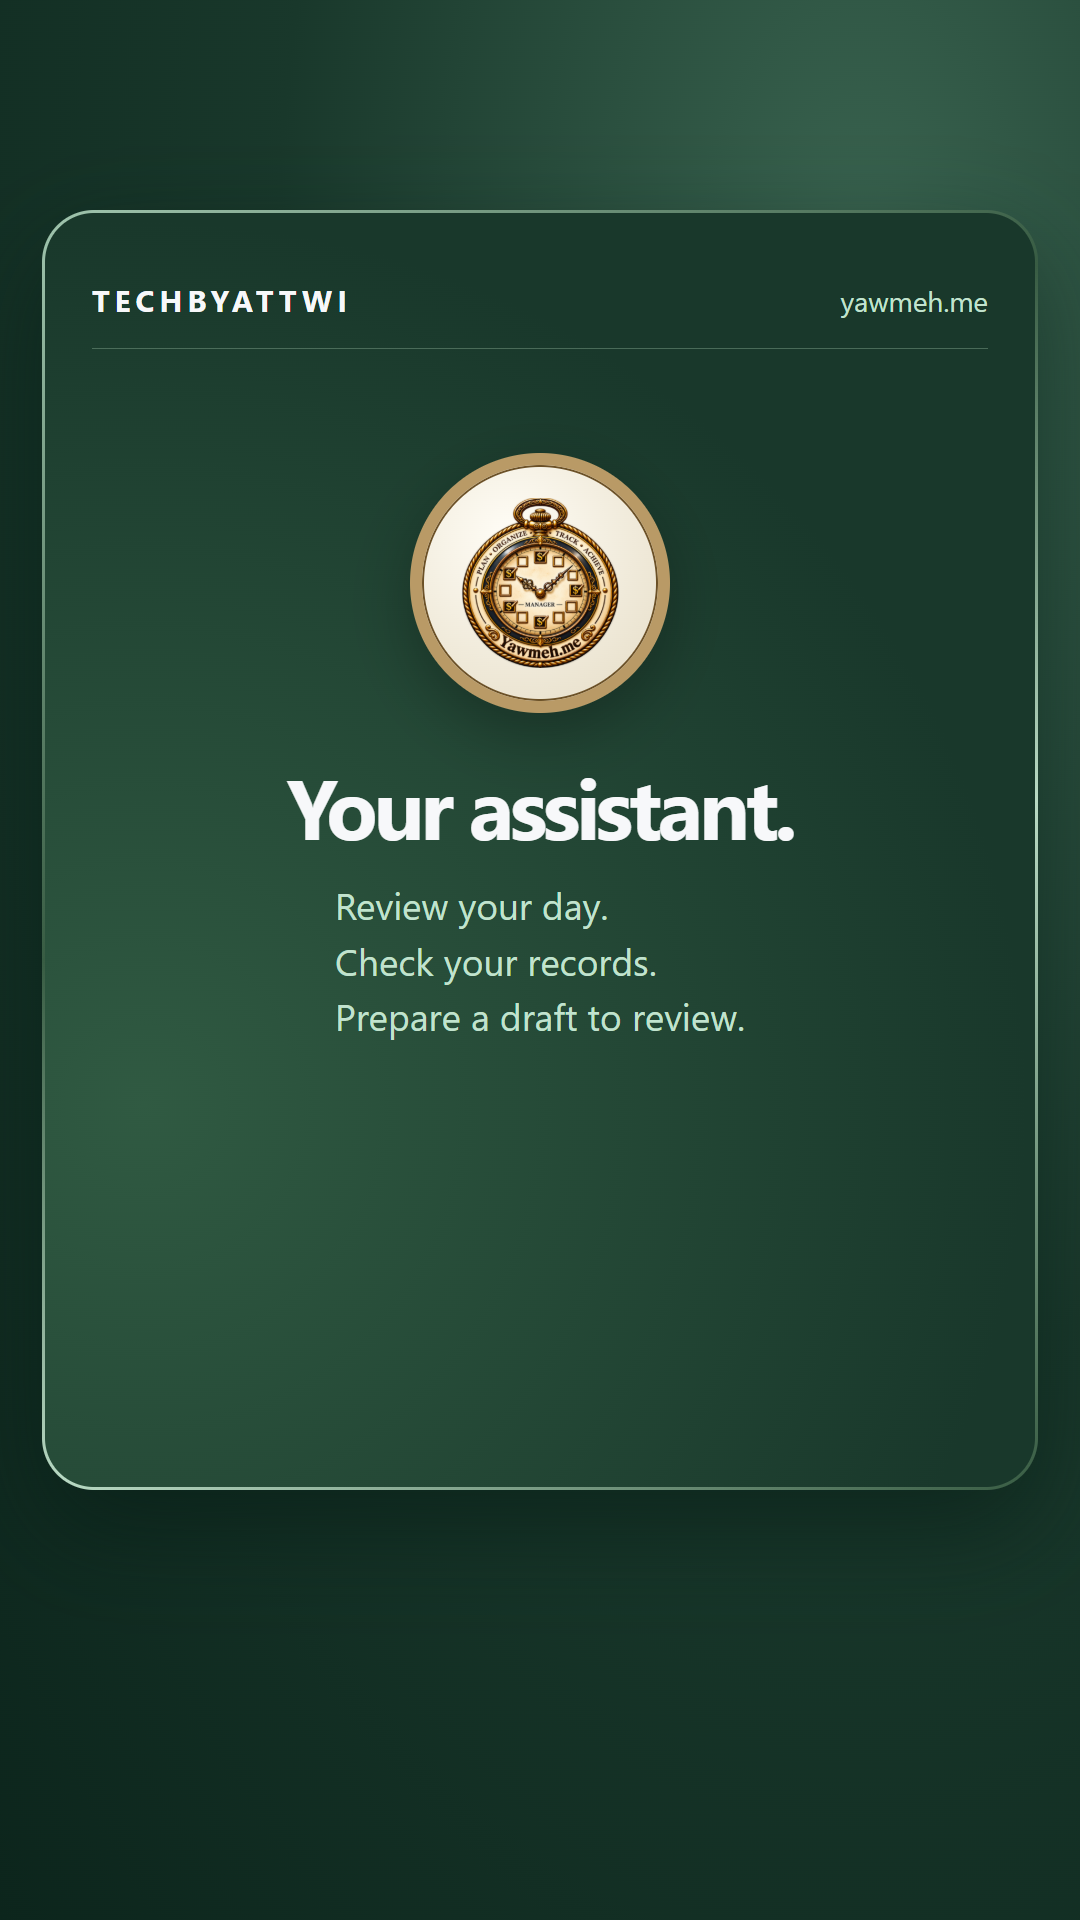 TECHBYATTWI
yawmeh.me
PLAN • ORGANIZE TRACK • ACHIEVE
MANAGER
Yawmeh.me
Your assistant.
Review your day.
Check your records.
Prepare a draft to review.